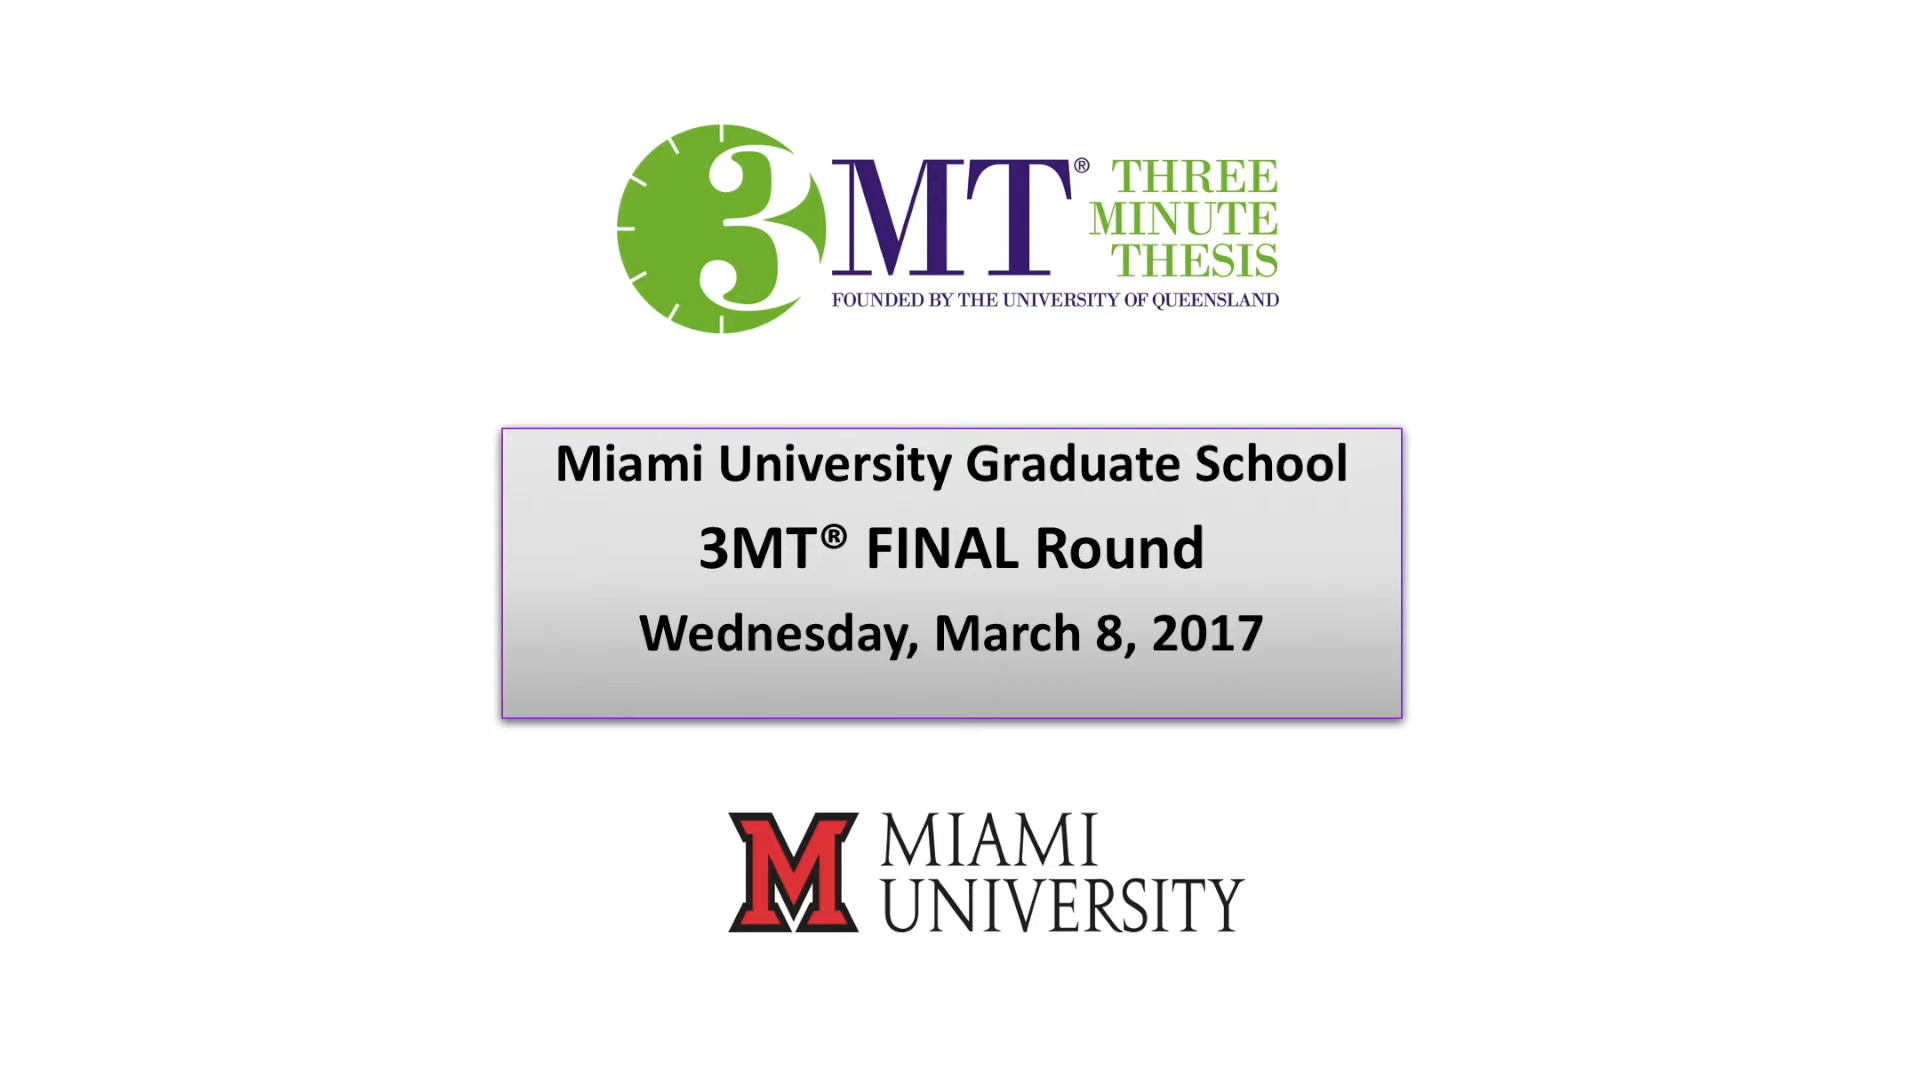 3MT® THREE
MINUTE
THESIS
FOUNDED BY THE UNIVERSITY OF QUEENSLAND
Miami University Graduate School
3MT® FINAL Round
Wednesday, March 8, 2017
M MIAMI
UNIVERSITY